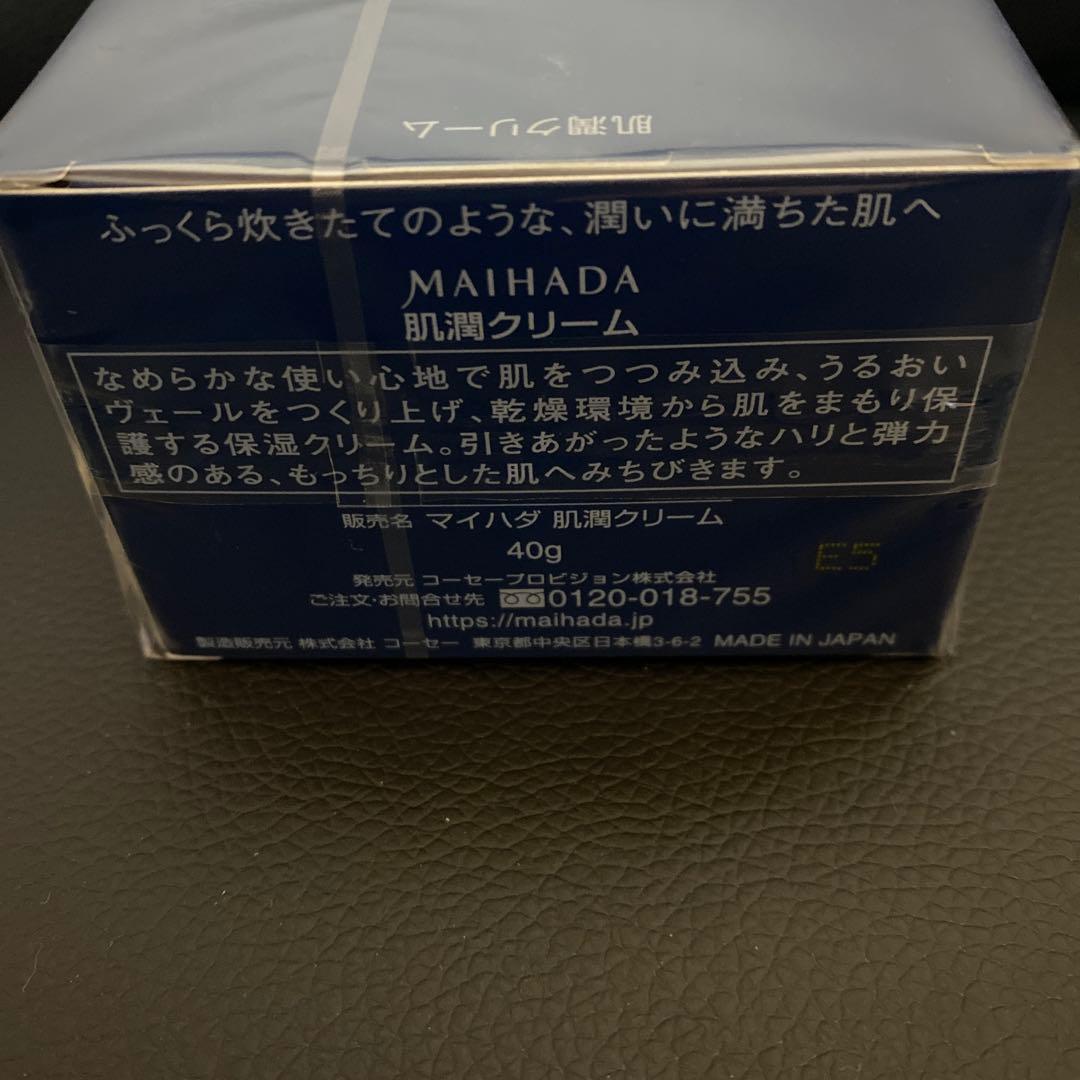 肌潤クリーム
ふっくら炊きたてのような、潤いに満ちた肌へ
MAIHADA
肌潤クリーム
なめらかな使い心地で肌をつつみ込み、うるおい
ヴェールをつくり上げ、乾燥環境から肌をまもり保
護する保湿クリーム。引きあがったようなハリと弾力
感のある、もっちりとした肌へみちびきます。
販売名 マイハダ 肌潤クリーム
40g
発売元 コーセープロビジョン株式会社
ご注文・お問合せ先 0120-018-755
https://maihada.jp
製造販売元 株式会社 コーセー 東京都中央区日本橋3-6-2 MADE IN JAPAN